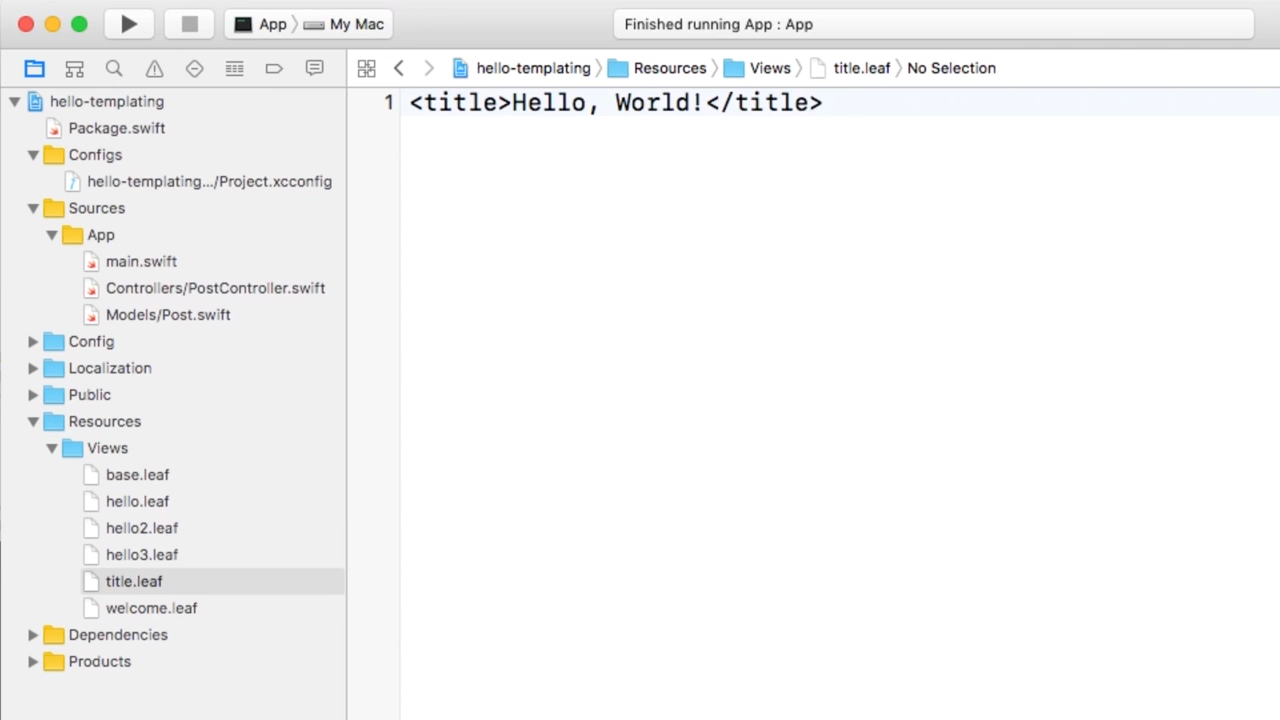 App My Mac Finished running App : App
hello-templating Resources Views title.leaf No Selection
hello-templating
Package.swift
Configs
hello-templating.../Project.xcconfig
Sources
App
main.swift
Controllers/PostController.swift
Models/Post.swift
Config
Localization
Public
Resources
Views
base.leaf
hello.leaf
hello2.leaf
hello3.leaf
title.leaf
welcome.leaf
Dependencies
Products
1 <title>Hello, World!</title>